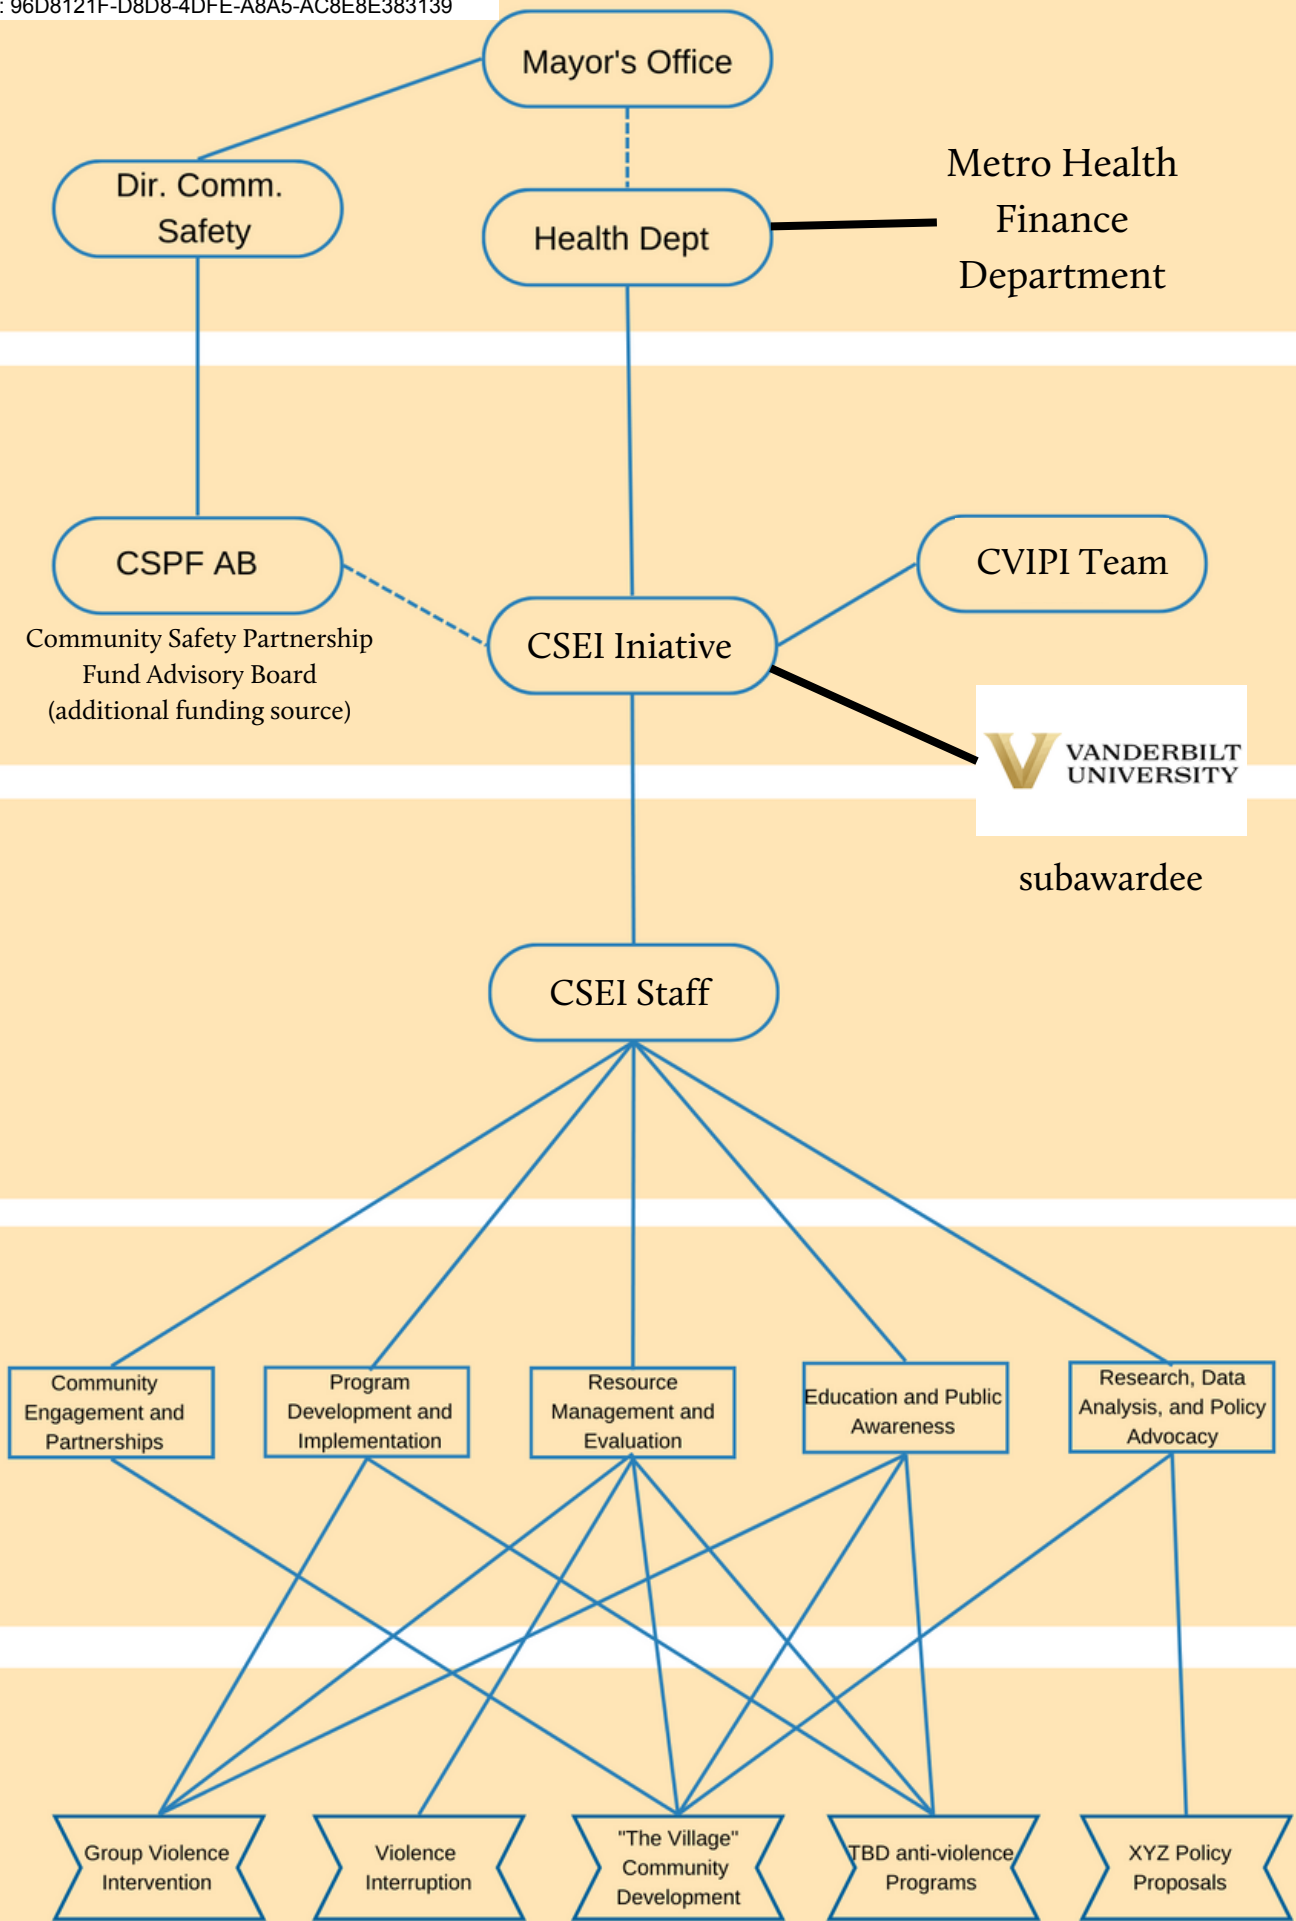 : 96D8121F-D8D8-4DFE-A8A5-AC8E8E383139
Mayor's Office
Dir. Comm.
Safety
Health Dept
Metro Health
Finance
Department
CSPF AB
Community Safety Partnership
Fund Advisory Board
(additional funding source)
CSEI Iniative
CVIPI Team
VANDERBILT
UNIVERSITY
subawardee
CSEI Staff
Community
Engagement and
Partnerships
Program
Development and
Implementation
Resource
Management and
Evaluation
Education and Public
Awareness
Research, Data
Analysis, and Policy
Advocacy
Group Violence
Intervention
Violence
Interruption
"The Village"
Community
Development
TBD anti-violence
Programs
XYZ Policy
Proposals